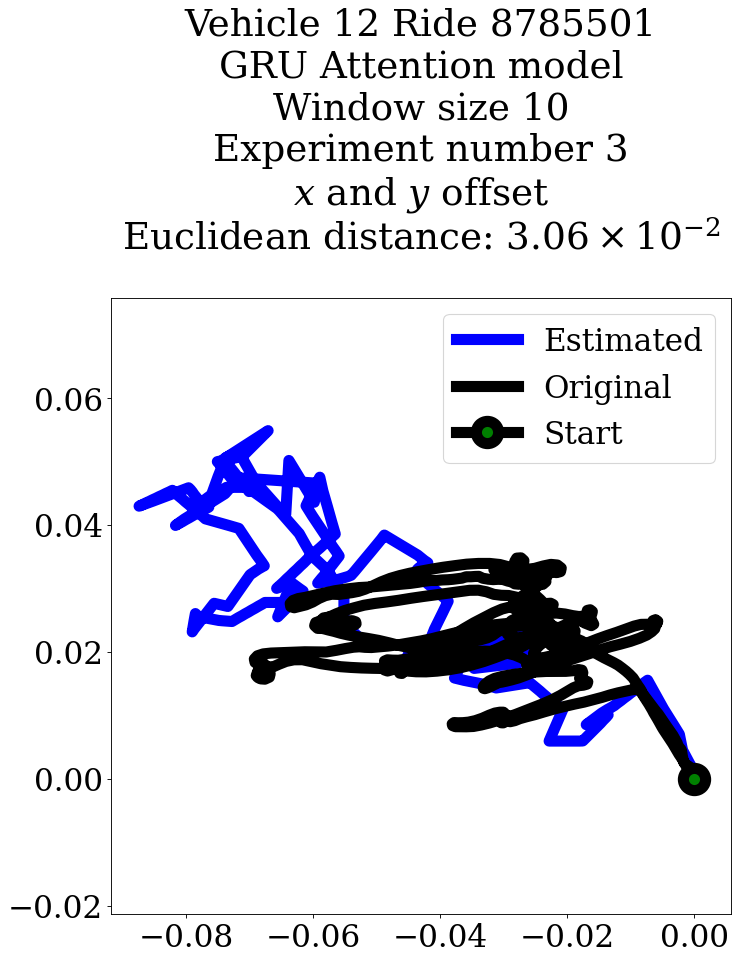 Vehicle 12 Ride 8785501
GRU Attention model
Window size 10
Experiment number 3
x and y offset
Euclidean distance: 3.06 × 10⁻²
Estimated
Original
Start
0.06
0.04
0.02
0.00
−0.02
−0.08 −0.06 −0.04 −0.02 0.00